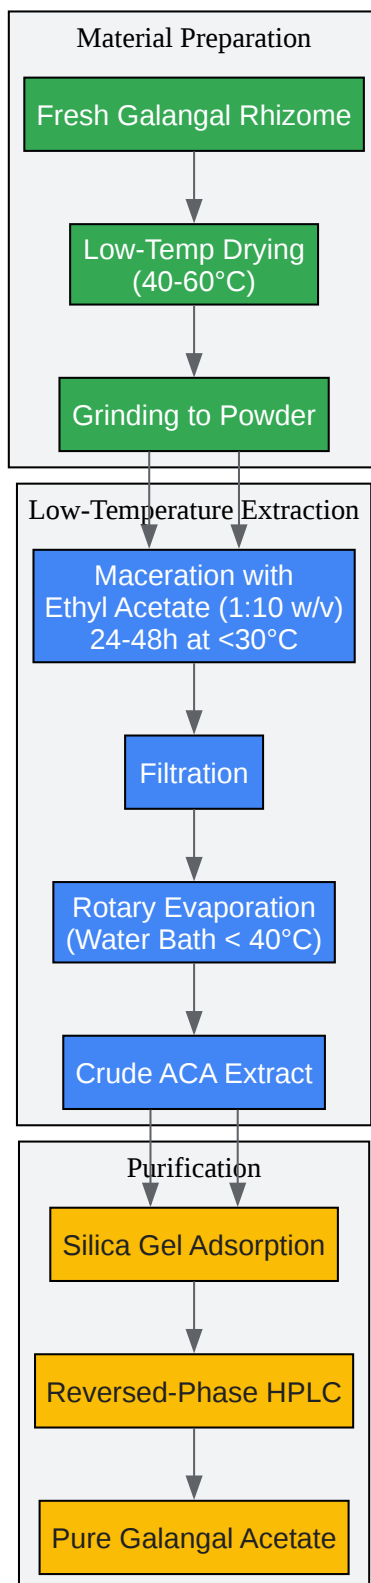 Material Preparation
Fresh Galangal Rhizome
Low-Temp Drying
(40-60°C)
Grinding to Powder
Low-Temperature Extraction
Maceration with
Ethyl Acetate (1:10 w/v)
24-48h at <30°C
Filtration
Rotary Evaporation
(Water Bath < 40°C)
Crude ACA Extract
Purification
Silica Gel Adsorption
Reversed-Phase HPLC
Pure Galangal Acetate